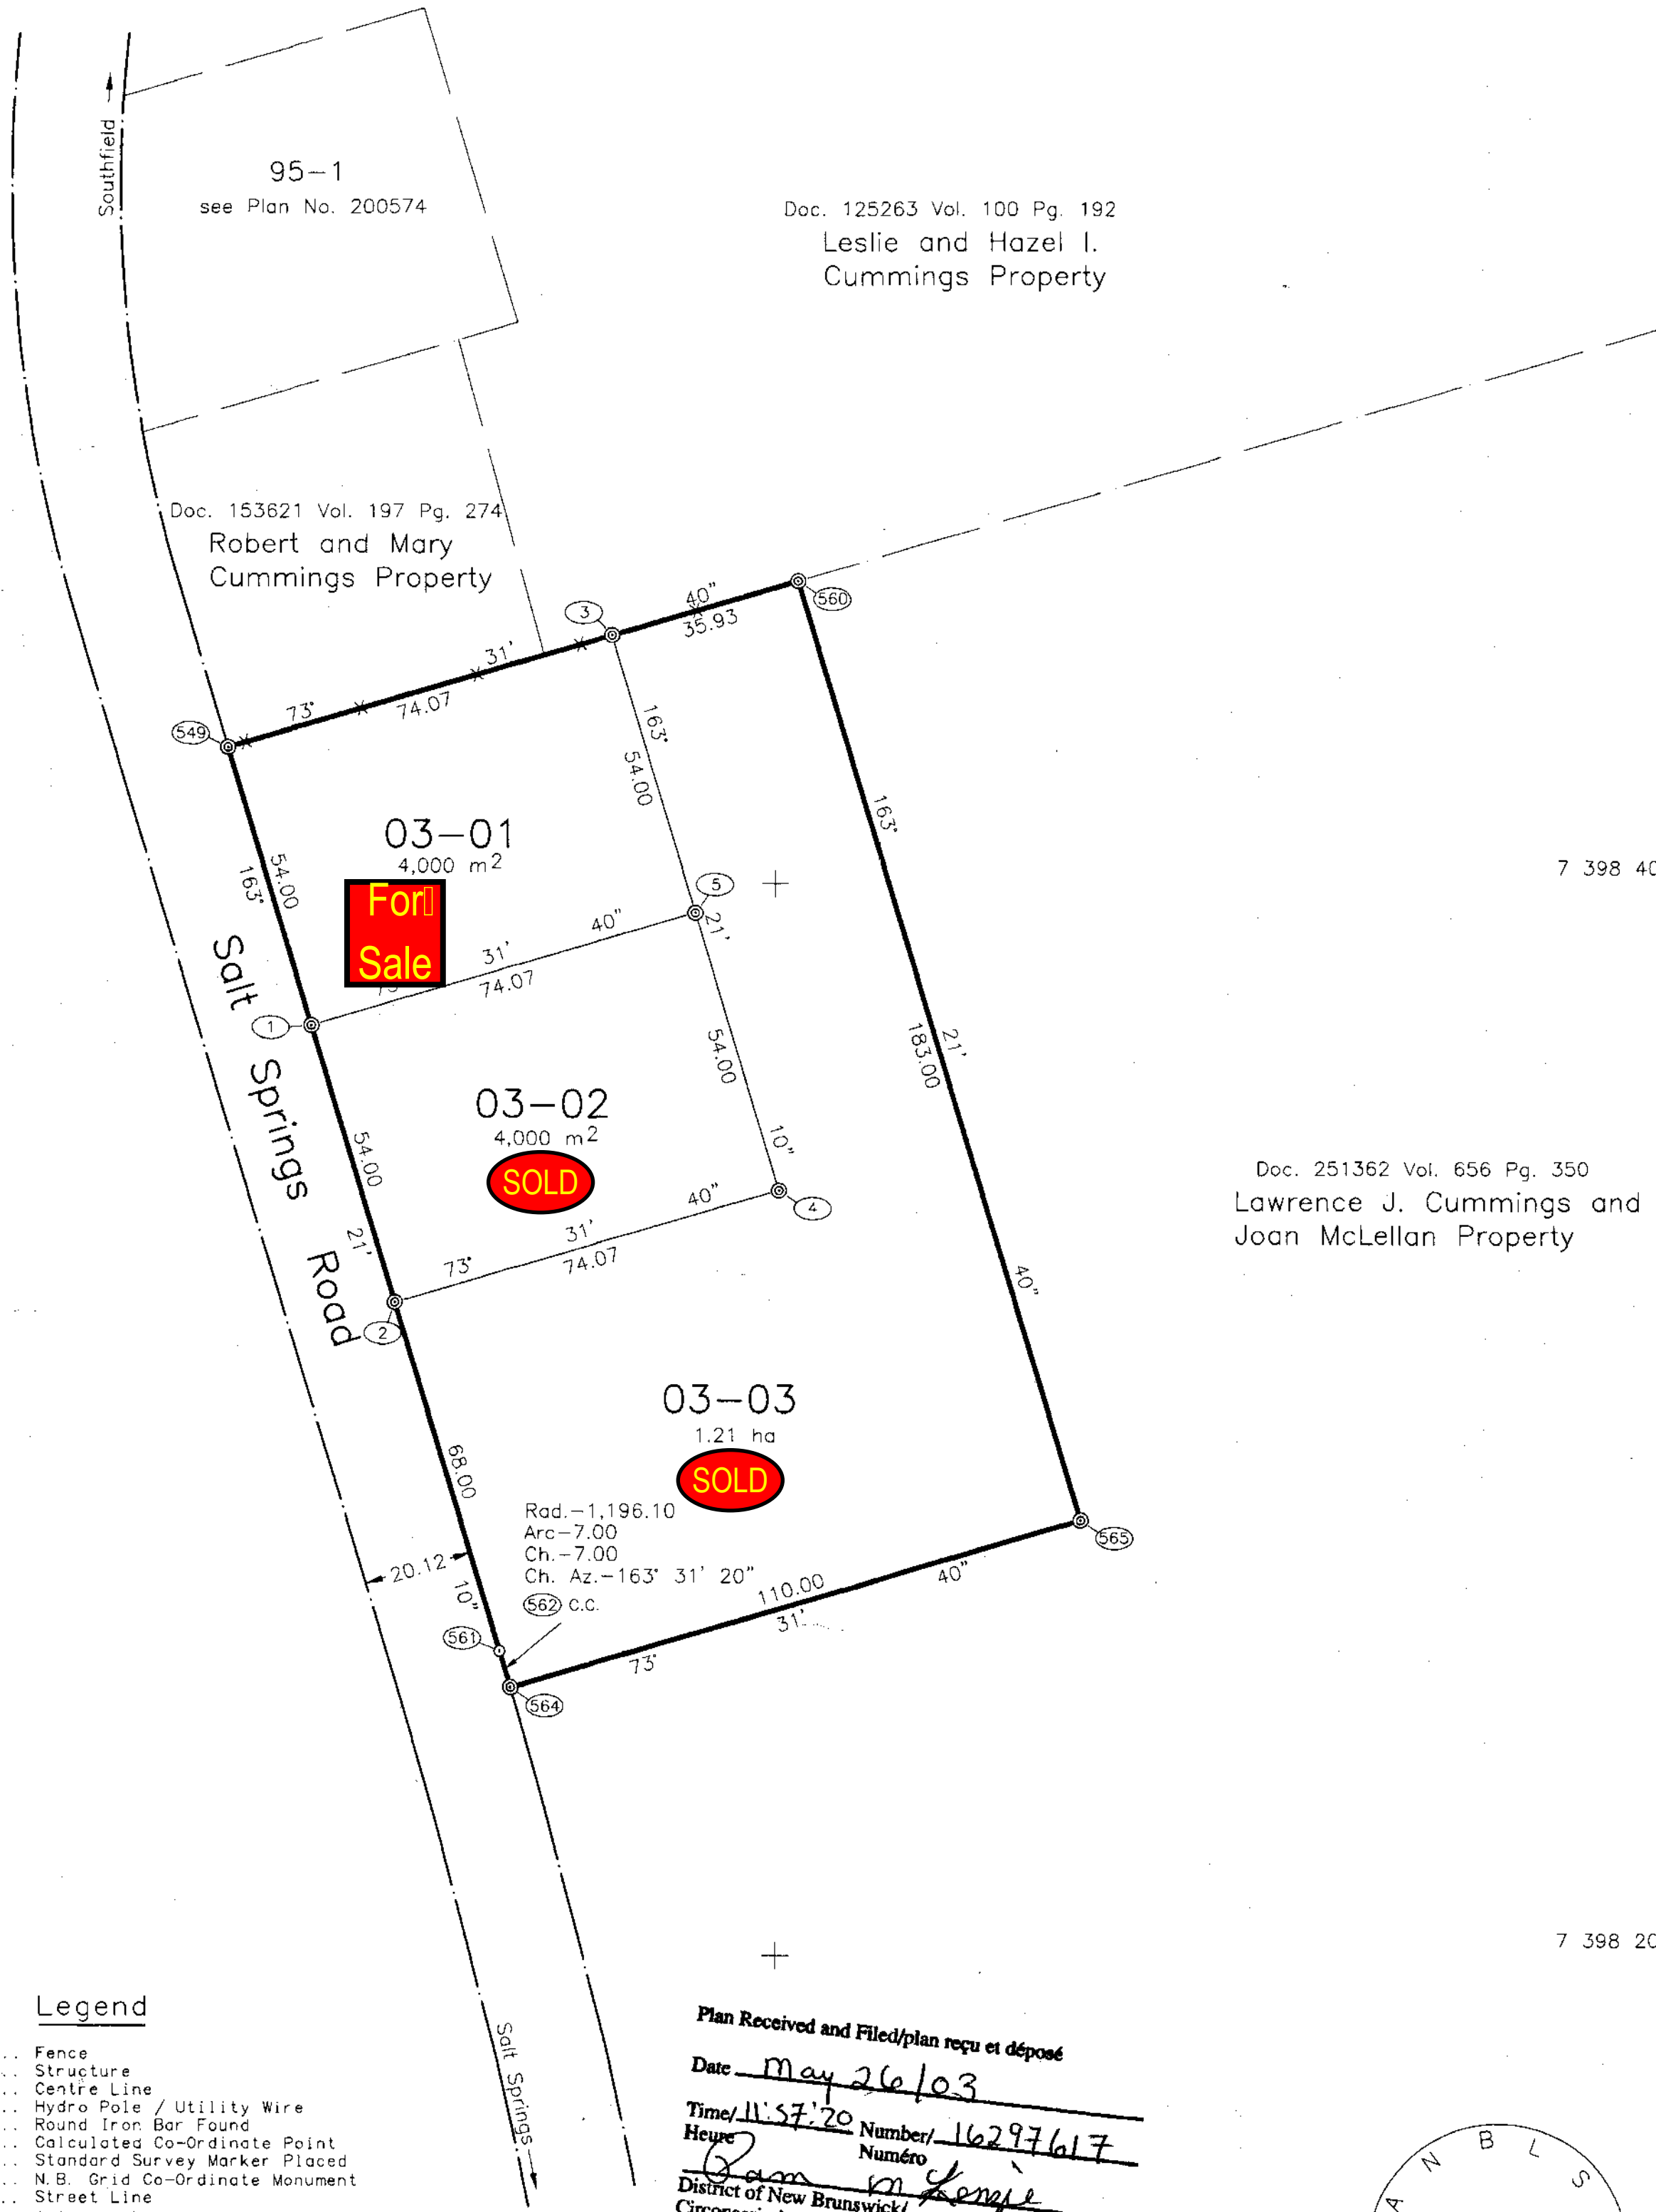 Southfield
95-1
see Plan No. 200574
Doc. 125263 Vol. 100 Pg. 192
Leslie and Hazel I.
Cummings Property
Doc. 153621 Vol. 197 Pg. 274
Robert and Mary
Cummings Property
3
40"
35.93
560
31'
73°
74.07
549
163°
54.00
163°
03-01
4,000 m2
For
Sale
54.00
163°
5
21'
40"
31'
74.07
7 398 40
Salt Springs Road
1
54.00
183.00
21'
03-02
4,000 m2
SOLD
10"
54.00
21'
40"
4
31'
73°
74.07
2
Doc. 251362 Vol. 656 Pg. 350
Lawrence J. Cummings and
Joan McLellan Property
40"
03-03
1.21 ha
SOLD
68.00
Rad.-1,196.10
Arc-7.00
Ch.-7.00
Ch. Az.-163° 31' 20"
562 C.C.
20.12
10"
561
565
40"
110.00
31'
73°
564
7 398 20
Legend
.. Fence
.. Structure
.. Centre Line
.. Hydro Pole / Utility Wire
.. Round Iron Bar Found
.. Calculated Co-Ordinate Point
.. Standard Survey Marker Placed
.. N.B. Grid Co-Ordinate Monument
.. Street Line
Salt Springs
Plan Received and Filed/plan reçu et déposé
Date May 26/03
Time/ 11:57:20 Number/ 16297617
Heure Numéro
Pam
District of New Brunswick/
A N B L S